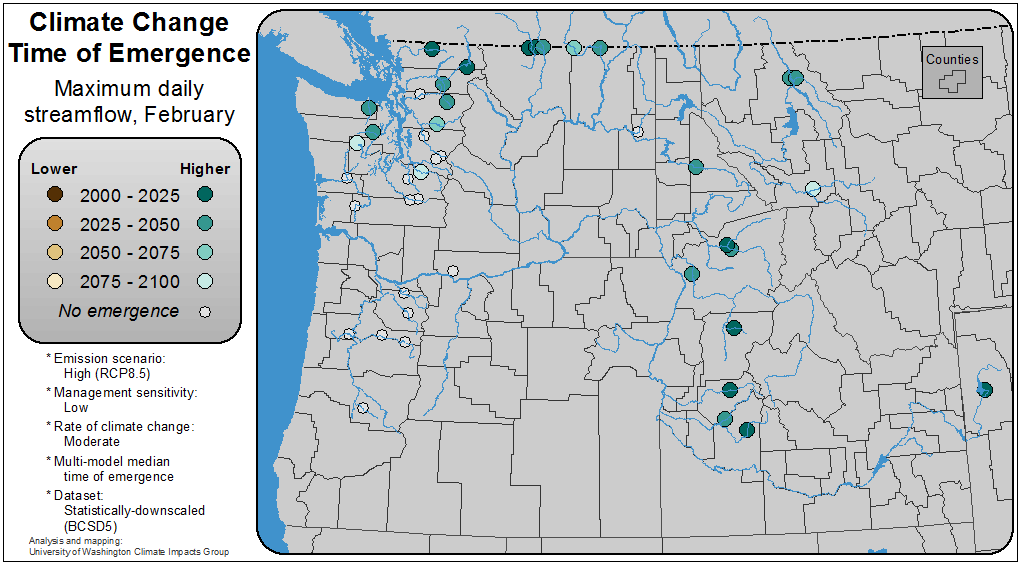 Climate Change
Time of Emergence
Maximum daily
streamflow, February
Lower Higher
2000 - 2025
2025 - 2050
2050 - 2075
2075 - 2100
No emergence
* Emission scenario:
High (RCP8.5)
* Management sensitivity:
Low
* Rate of climate change:
Moderate
* Multi-model median
time of emergence
* Dataset:
Statistically-downscaled
(BCSD5)
Analysis and mapping:
University of Washington Climate Impacts Group
Counties